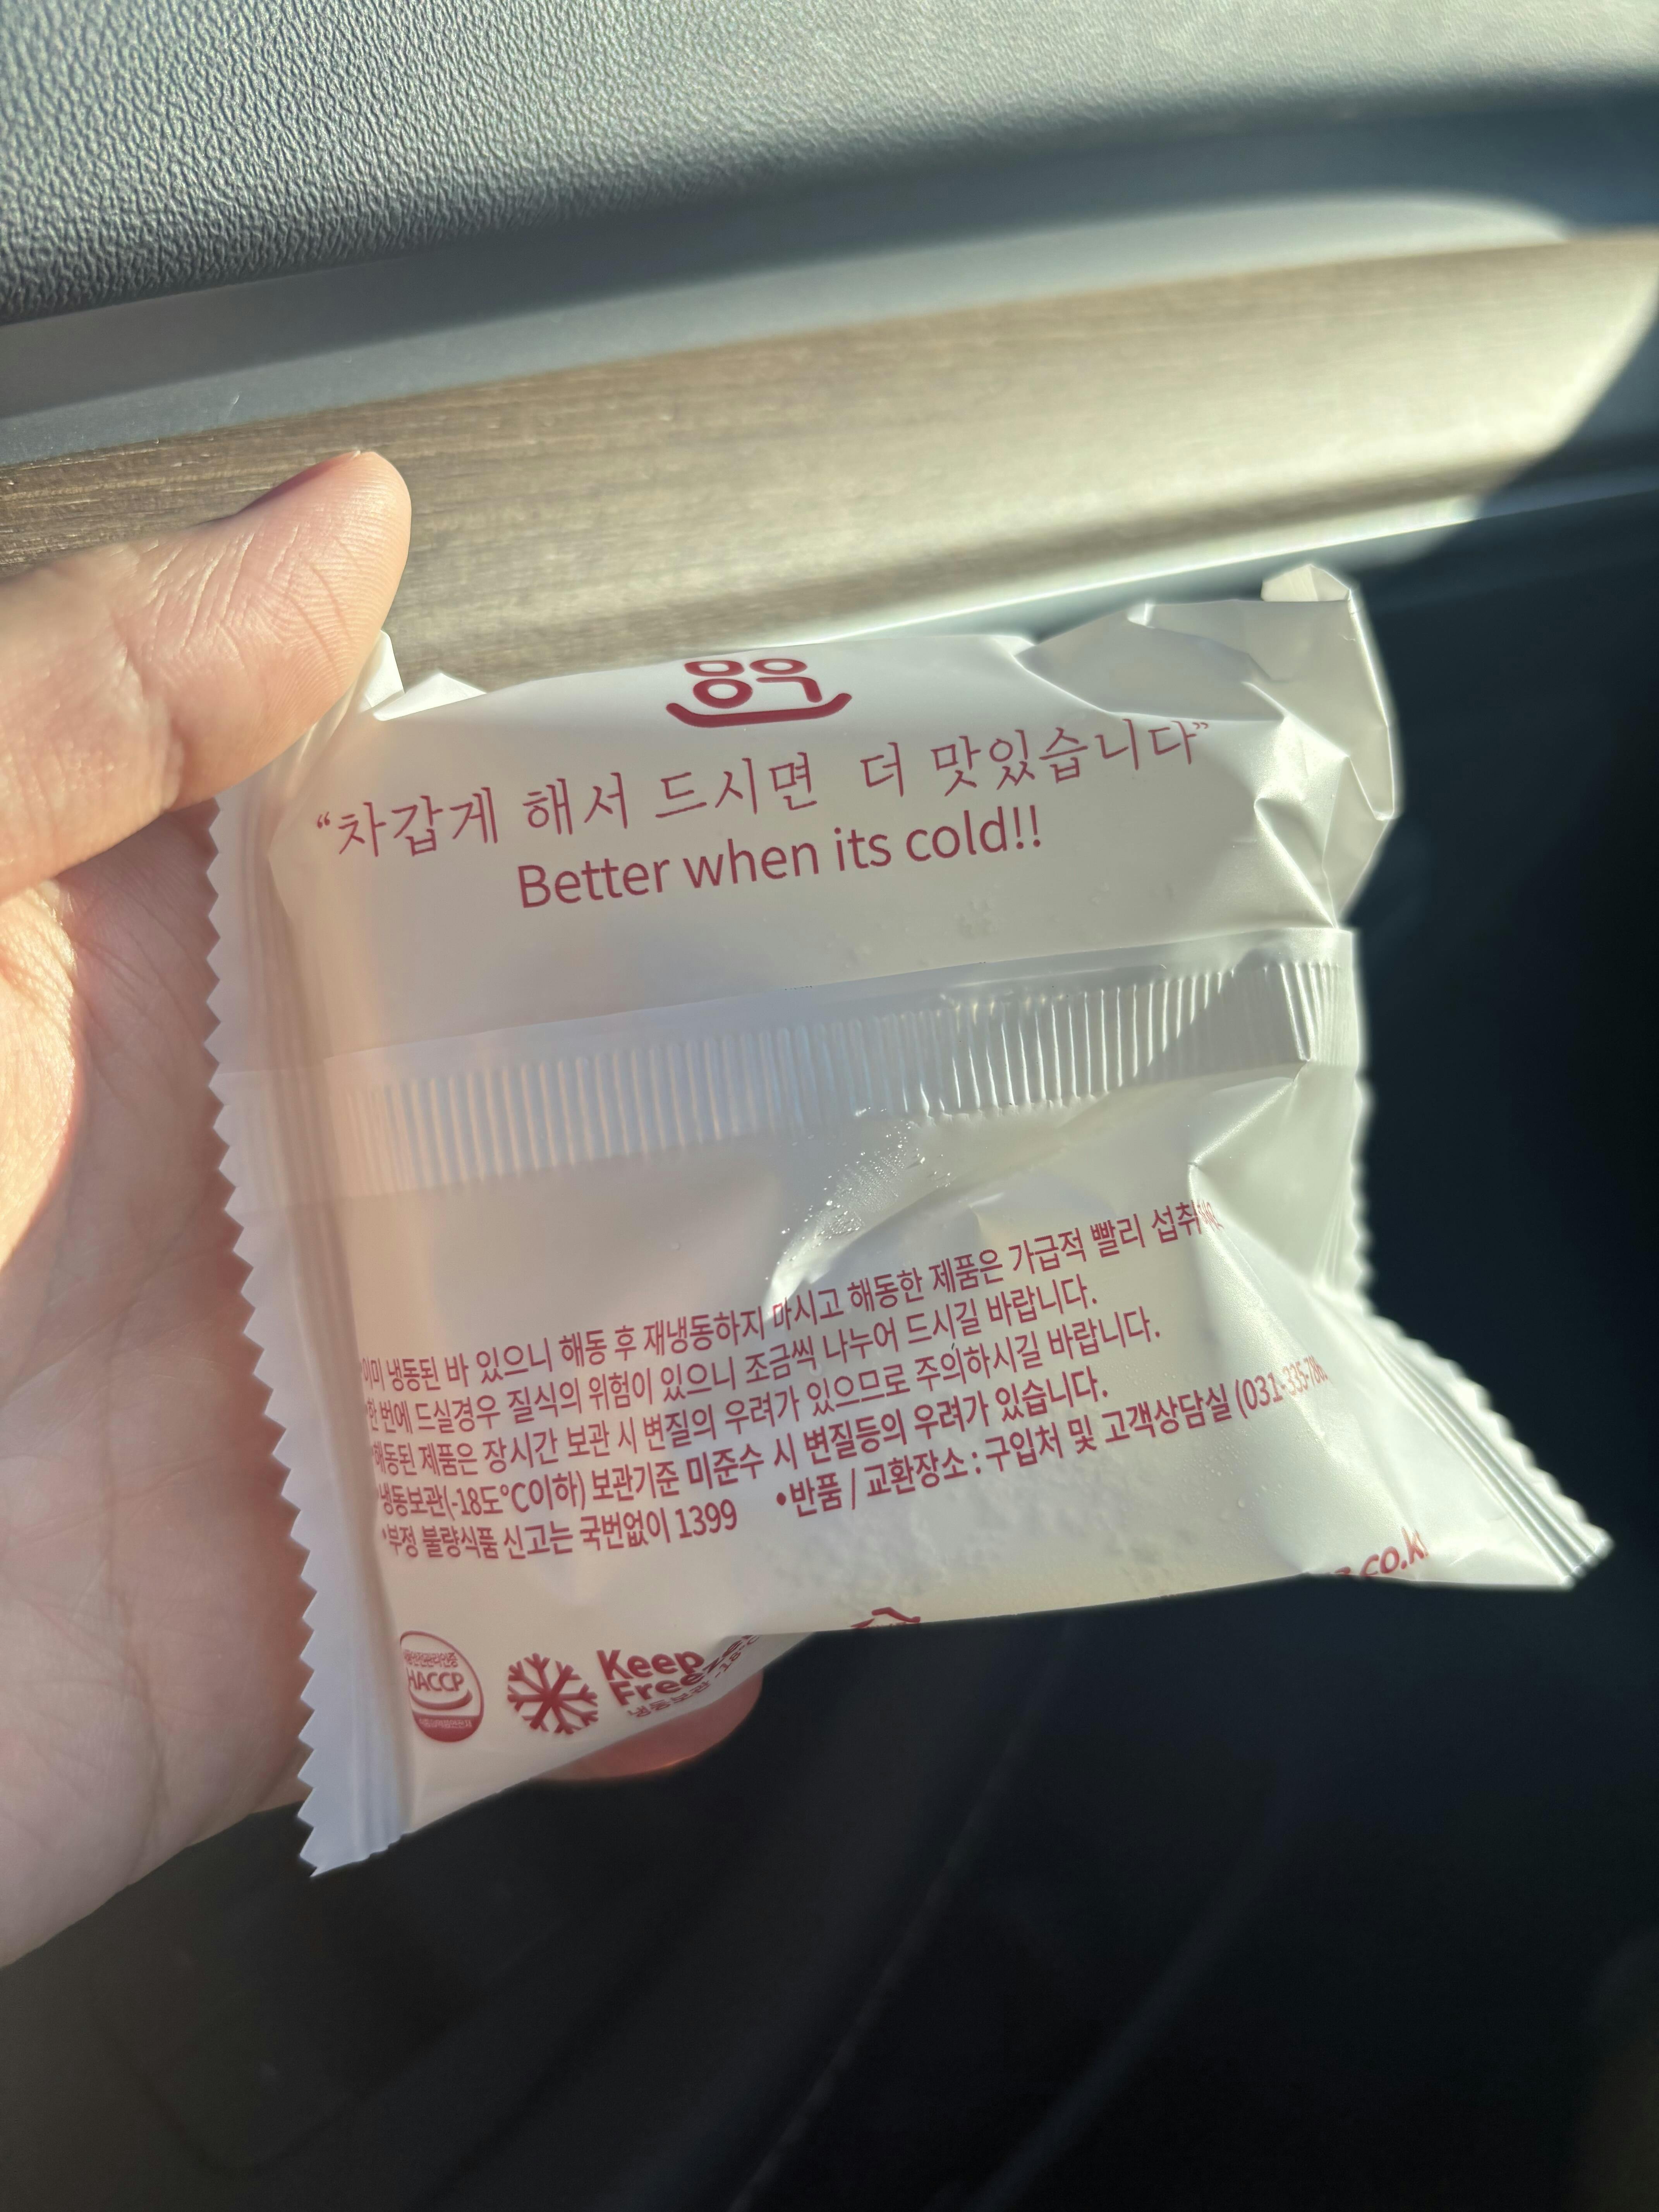 “차갑게 해서 드시면 더 맛있습니다”
Better when its cold!!
이미 냉동된 바 있으니 해동 후 재냉동하지 마시고 해동한 제품은 가급적 빨리 섭취
한 번에 드실경우 질식의 위험이 있으니 조금씩 나누어 드시길 바랍니다.
해동된 제품은 장시간 보관 시 변질의 우려가 있으므로 주의하시길 바랍니다.
냉동보관(-18도°C이하) 보관기준 미준수 시 변질등의 우려가 있습니다.
•부정 불량식품 신고는 국번없이 1399 •반품 / 교환장소 : 구입처 및 고객상담실 (031-335-
.co.kr
HACCP
Keep
냉동보관 -18°C